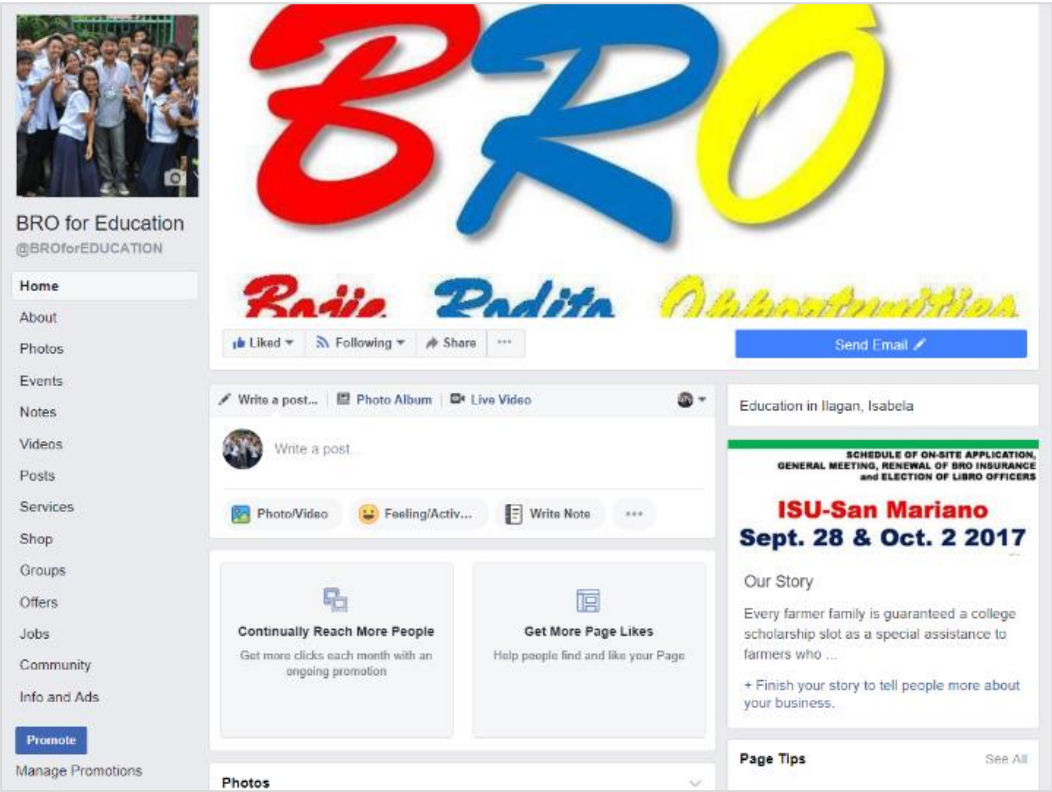 BRO
Bojie Rodito Opportunities
BRO for Education
@BROforEDUCATION
Home
About
Photos
Events
Notes
Videos
Posts
Services
Shop
Groups
Offers
Jobs
Community
Info and Ads
Promote
Manage Promotions
Liked Following Share
Send Email
Write a post... Photo Album Live Video
Write a post...
Photo/Video Feeling/Activ... Write Note
Continually Reach More People
Get more clicks each month with an
ongoing promotion
Get More Page Likes
Help people find and like your Page
Photos
Education in Ilagan, Isabela
SCHEDULE OF ON-SITE APPLICATION,
GENERAL MEETING, RENEWAL OF BRO INSURANCE
and ELECTION OF LIBRO OFFICERS
ISU-San Mariano
Sept. 28 & Oct. 2 2017
Our Story
Every farmer family is guaranteed a college
scholarship slot as a special assistance to
farmers who ...
+ Finish your story to tell people more about
your business.
Page Tips See All